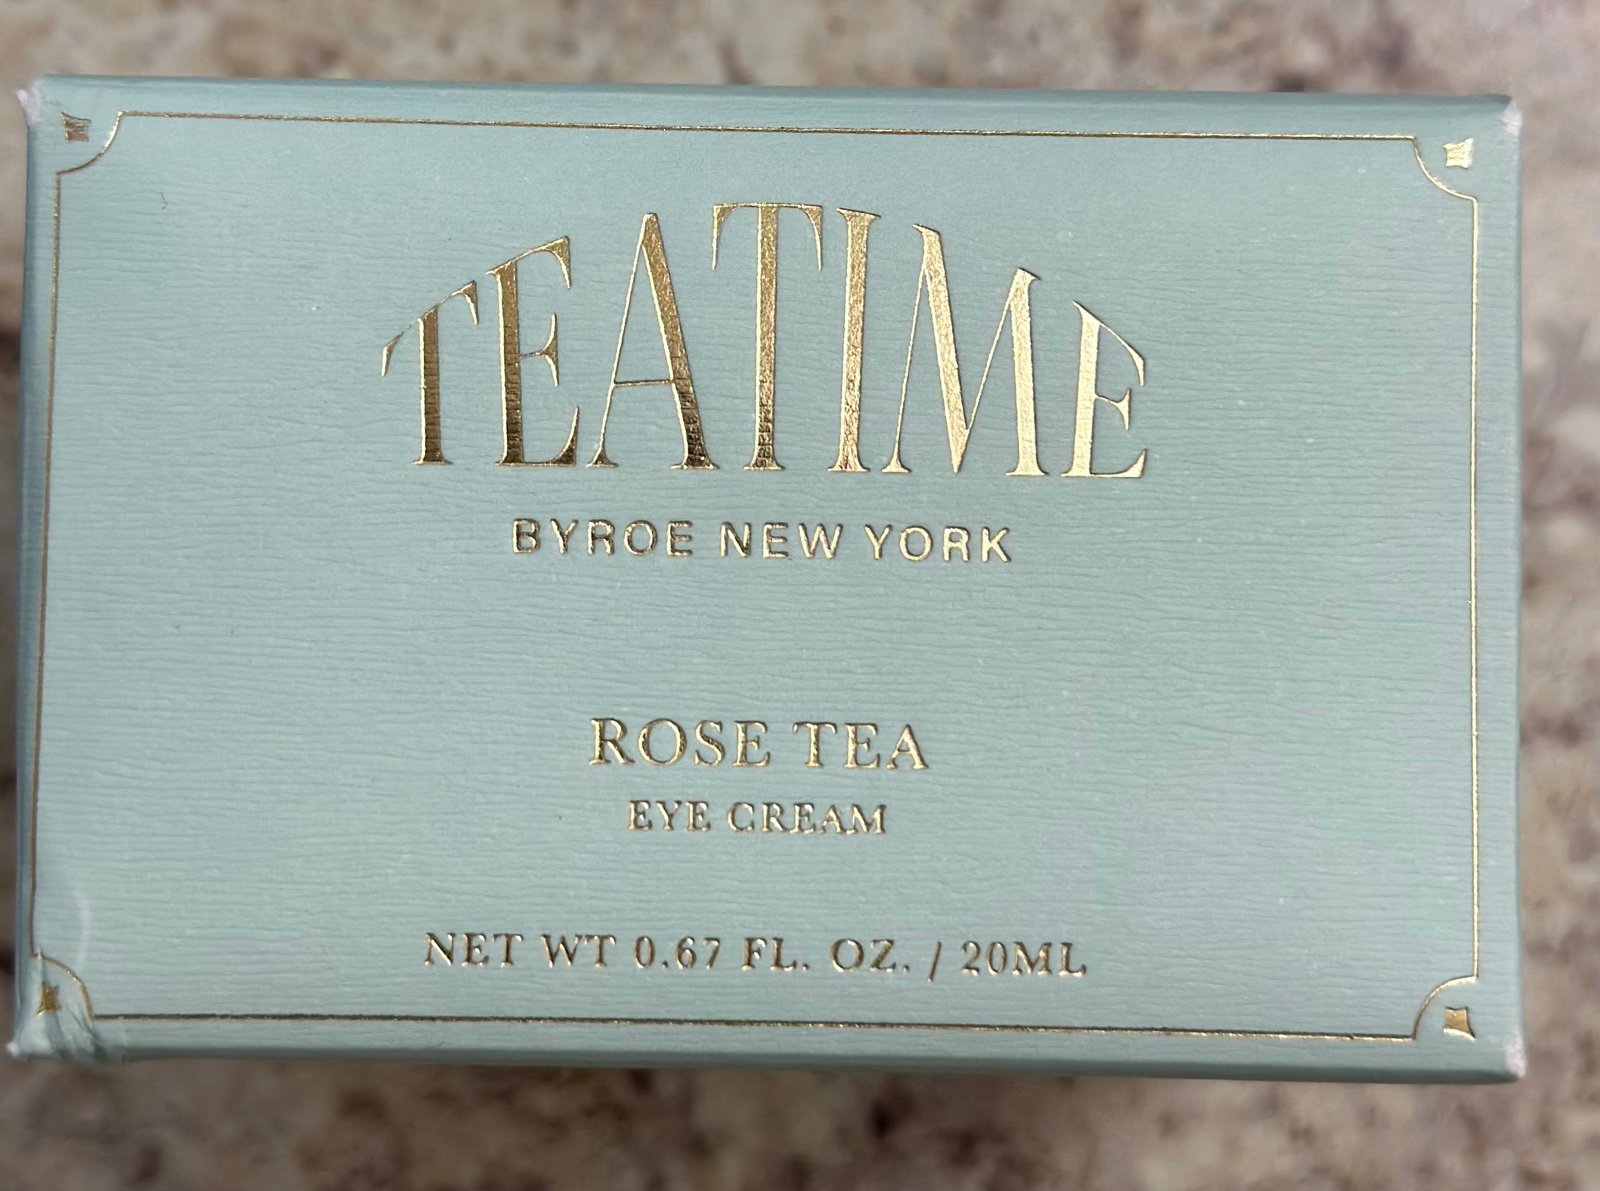 TEATIME
BYROE NEW YORK
ROSE TEA
EYE CREAM
NET WT 0.67 FL. OZ. / 20ML